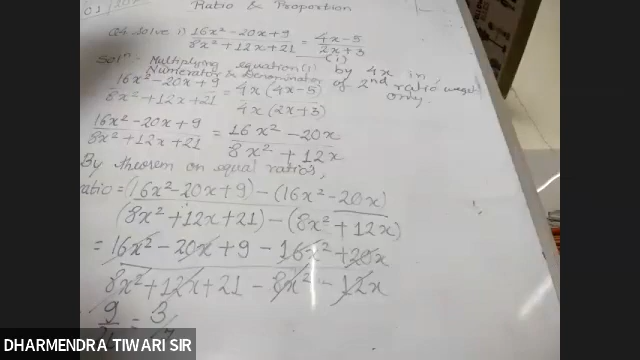 Ratio & Proportion
Q4 Solve i) 16x² - 20x + 9 / 8x² + 12x + 21 = 4x - 5 / 2x + 3 (i)
Solⁿ - Multiplying equation (i) by 4x in
Numerator & Denominator of 2nd ratio we get
only.
16x² - 20x + 9 / 8x² + 12x + 21 = 4x(4x - 5) / 4x(2x + 3)
16x² - 20x + 9 / 8x² + 12x + 21 = 16x² - 20x / 8x² + 12x
By theorem on equal ratios,
ratio = (16x² - 20x + 9) - (16x² - 20x) / (8x² + 12x + 21) - (8x² + 12x)
= 16x² - 20x + 9 - 16x² + 20x / 8x² + 12x + 21 - 8x² - 12x
9 / = 3 /
DHARMENDRA TIWARI SIR